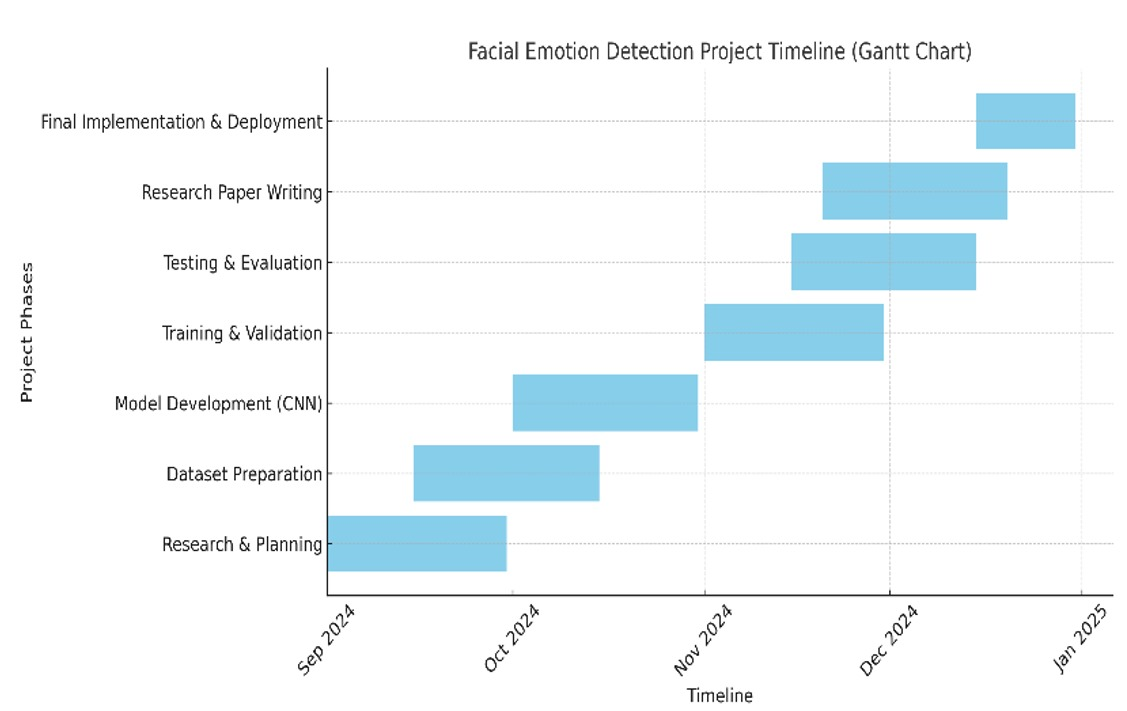 Facial Emotion Detection Project Timeline (Gantt Chart)
Project Phases
Final Implementation & Deployment
Research Paper Writing
Testing & Evaluation
Training & Validation
Model Development (CNN)
Dataset Preparation
Research & Planning
Sep 2024
Oct 2024
Nov 2024
Dec 2024
Jan 2025
Timeline